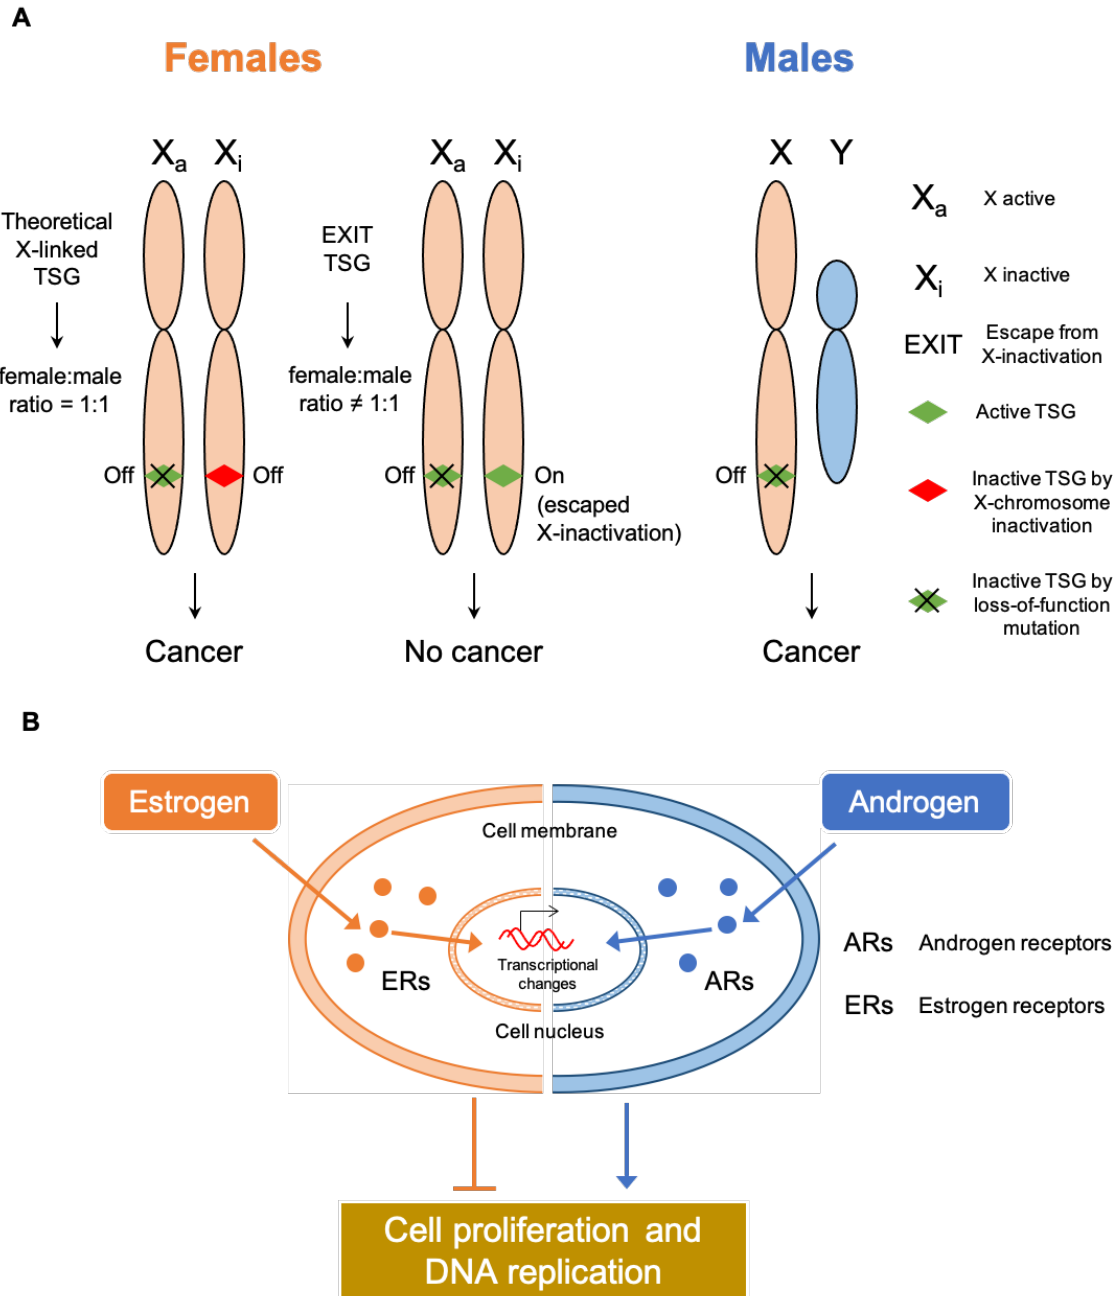 A
Females
Males
Xa
Xi
Xa
Xi
X
Y
Theoretical
X-linked
TSG
female:male
ratio = 1:1
EXIT
TSG
female:male
ratio ≠ 1:1
Off
Off
Off
On
(escaped
X-inactivation)
Off
Cancer
No cancer
Cancer
Xa
X active
Xi
X inactive
EXIT
Escape from
X-inactivation
Active TSG
Inactive TSG by
X-chromosome
inactivation
Inactive TSG by
loss-of-function
mutation
B
Estrogen
Androgen
Cell membrane
Transcriptional
changes
ERs
ARs
Cell nucleus
ARs
Androgen receptors
ERs
Estrogen receptors
Cell proliferation and
DNA replication